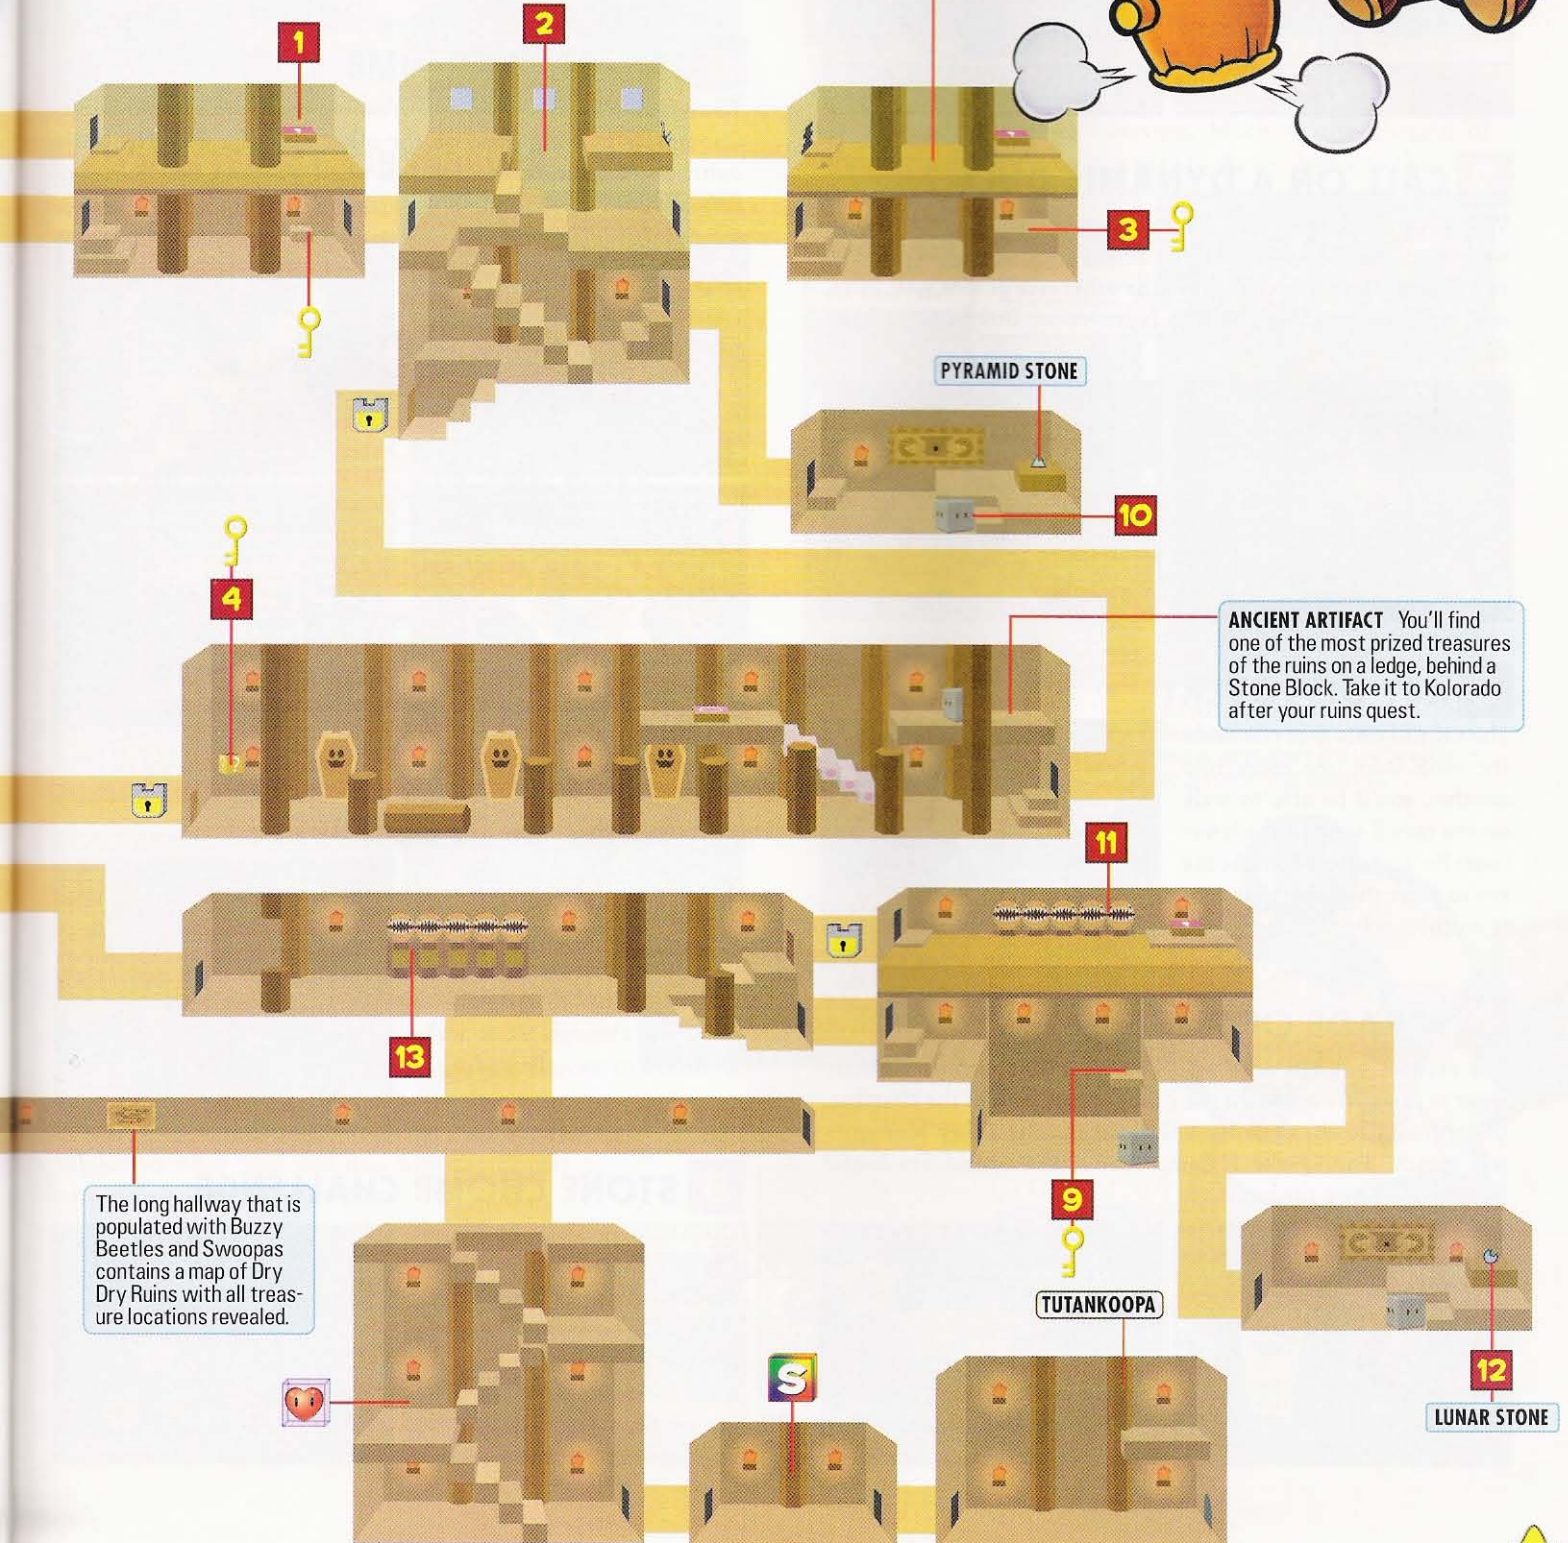 1
2
3
PYRAMID STONE
10
4
ANCIENT ARTIFACT You'll find
one of the most prized treasures
of the ruins on a ledge, behind a
Stone Block. Take it to Kolorado
after your ruins quest.
11
13
The long hallway that is
populated with Buzzy
Beetles and Swoopas
contains a map of Dry
Dry Ruins with all treas-
ure locations revealed.
9
TUTANKOOPA
S
12
LUNAR STONE